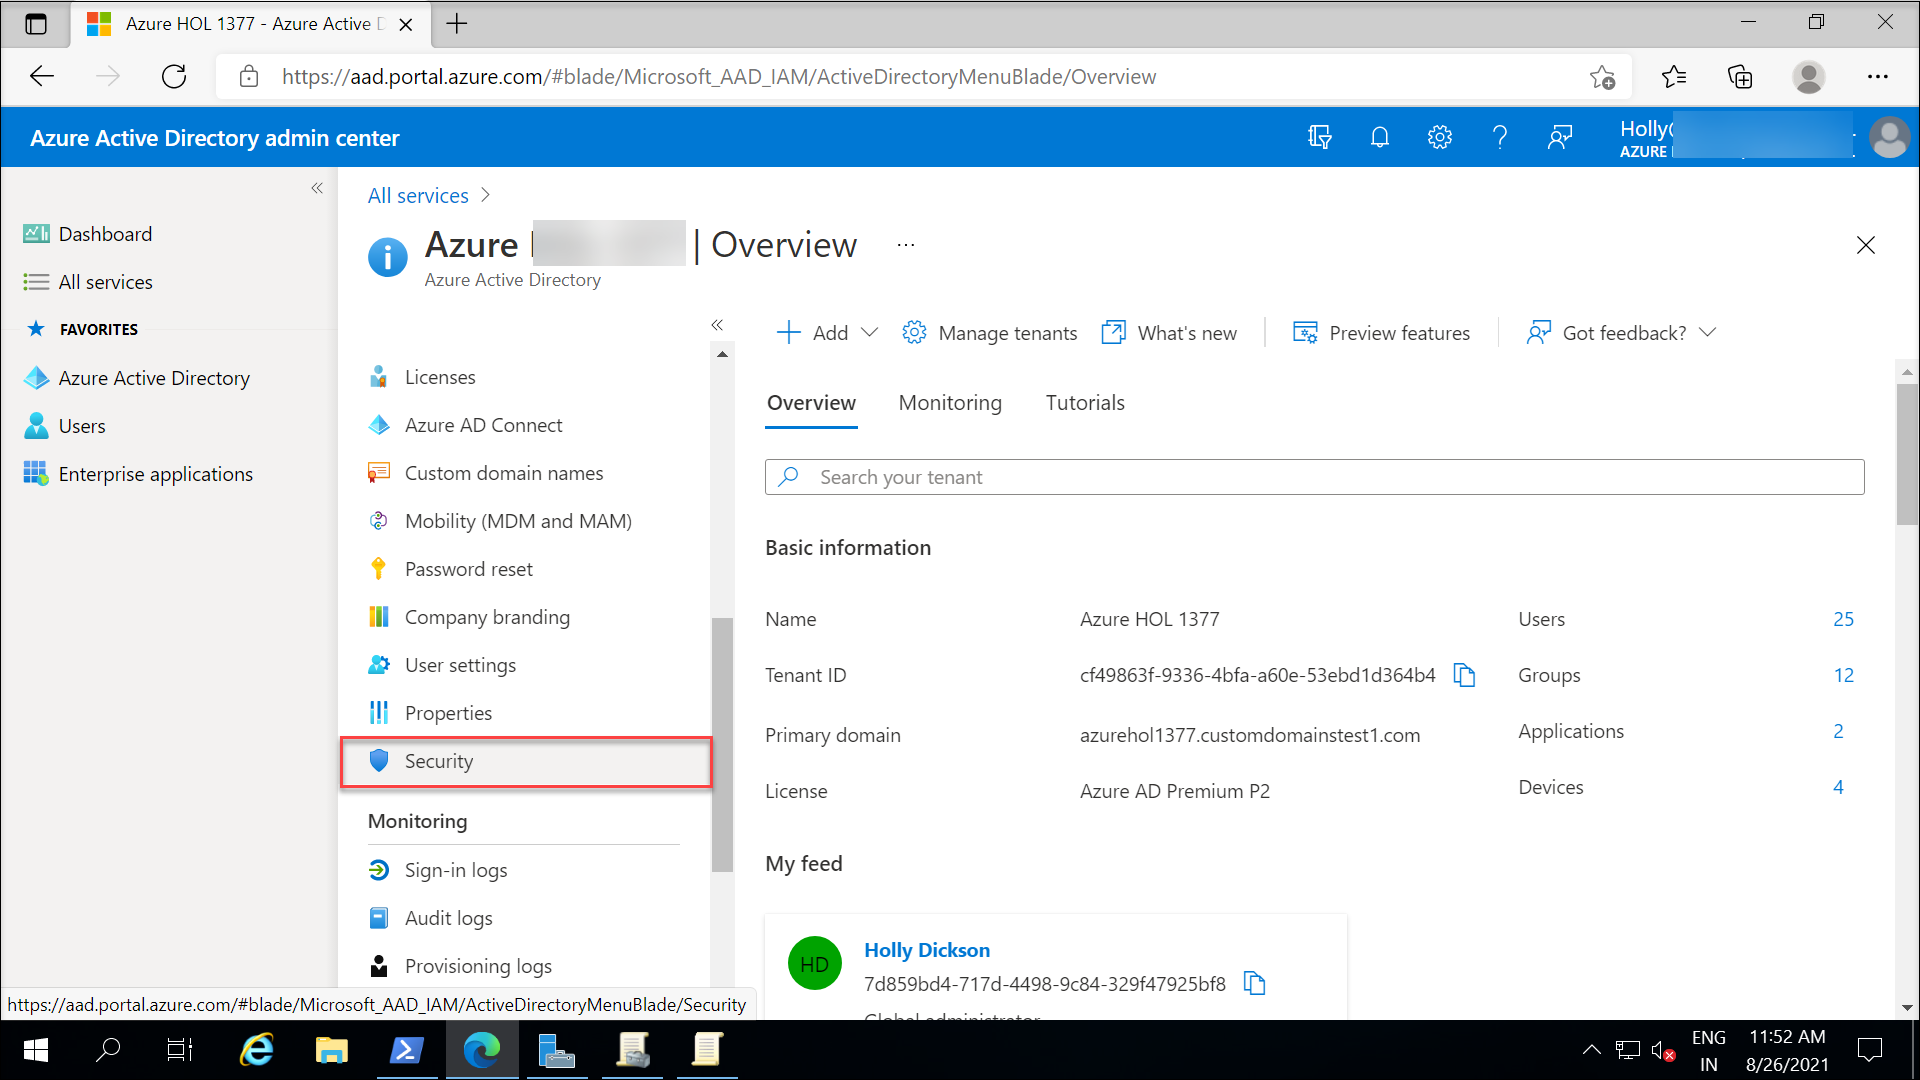 Azure HOL 1377 - Azure Active D
https://aad.portal.azure.com/#blade/Microsoft_AAD_IAM/ActiveDirectoryMenuBlade/Overview
Azure Active Directory admin center
Holly@
AZURE
Dashboard
All services
FAVORITES
Azure Active Directory
Users
Enterprise applications
All services
Azure
| Overview
...
Azure Active Directory
Licenses
Azure AD Connect
Custom domain names
Mobility (MDM and MAM)
Password reset
Company branding
User settings
Properties
Security
Monitoring
Sign-in logs
Audit logs
Provisioning logs
Add
Manage tenants
What's new
Preview features
Got feedback?
Overview
Monitoring
Tutorials
Search your tenant
Basic information
Name
Azure HOL 1377
Users
25
Tenant ID
cf49863f-9336-4bfa-a60e-53ebd1d364b4
Groups
12
Primary domain
azurehol1377.customdomainstest1.com
Applications
2
License
Azure AD Premium P2
Devices
4
My feed
HD
Holly Dickson
7d859bd4-717d-4498-9c84-329f47925bf8
Global administrator
https://aad.portal.azure.com/#blade/Microsoft_AAD_IAM/ActiveDirectoryMenuBlade/Security
ENG
IN
11:52 AM
8/26/2021